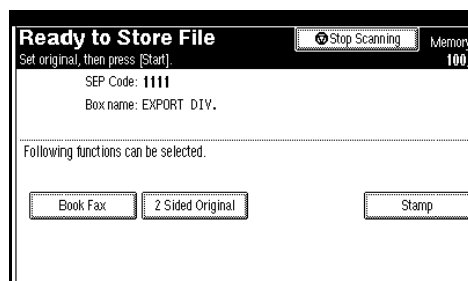 Ready to Store File
Stop Scanning
Memory
Set original, then press [Start].
100
SEP Code: 1111
Box name: EXPORT DIV.
Following functions can be selected.
Book Fax
2 Sided Original
Stamp